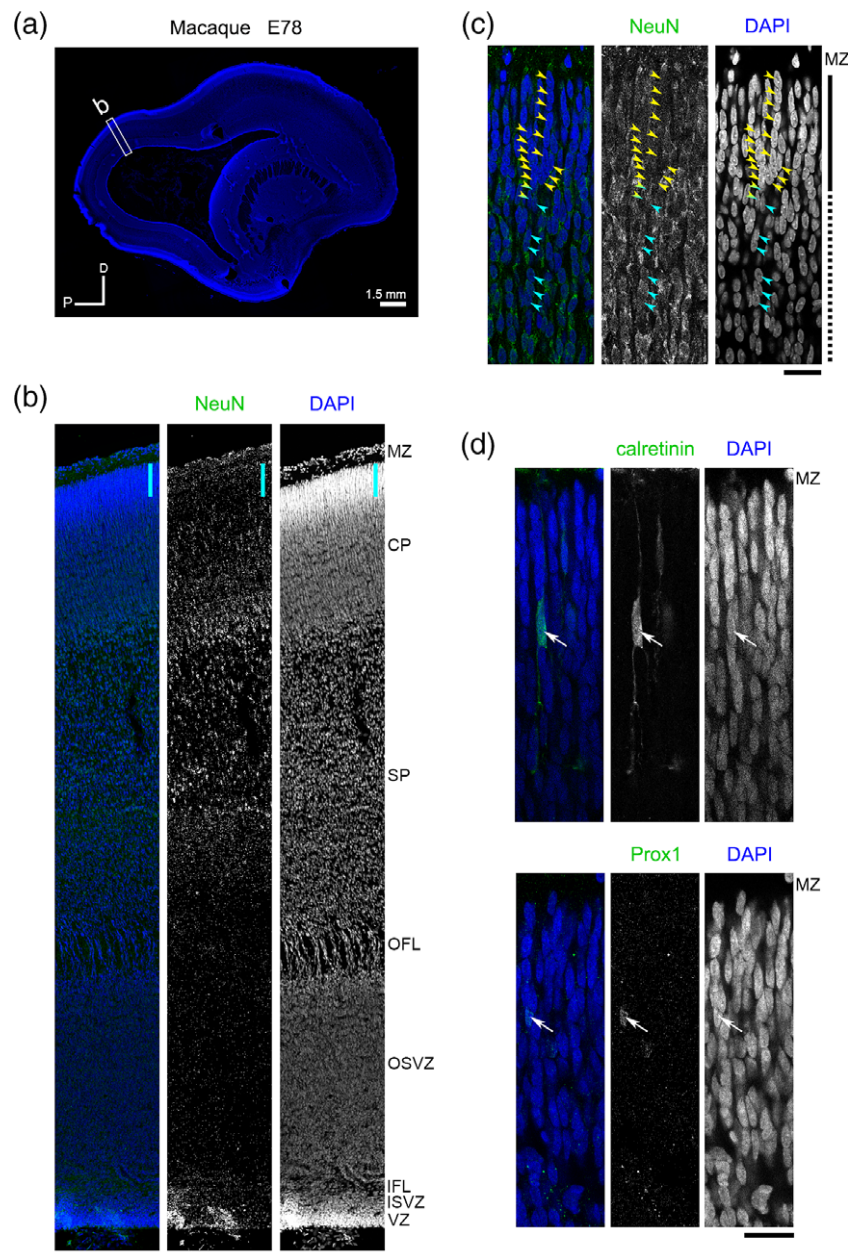 (a)
Macaque E78
b
D
P
1.5 mm
(b)
NeuN DAPI
MZ
CP
SP
OFL
OSVZ
IFL
ISVZ
VZ
(c)
NeuN DAPI
MZ
(d)
calretinin DAPI
MZ
Prox1 DAPI
MZ